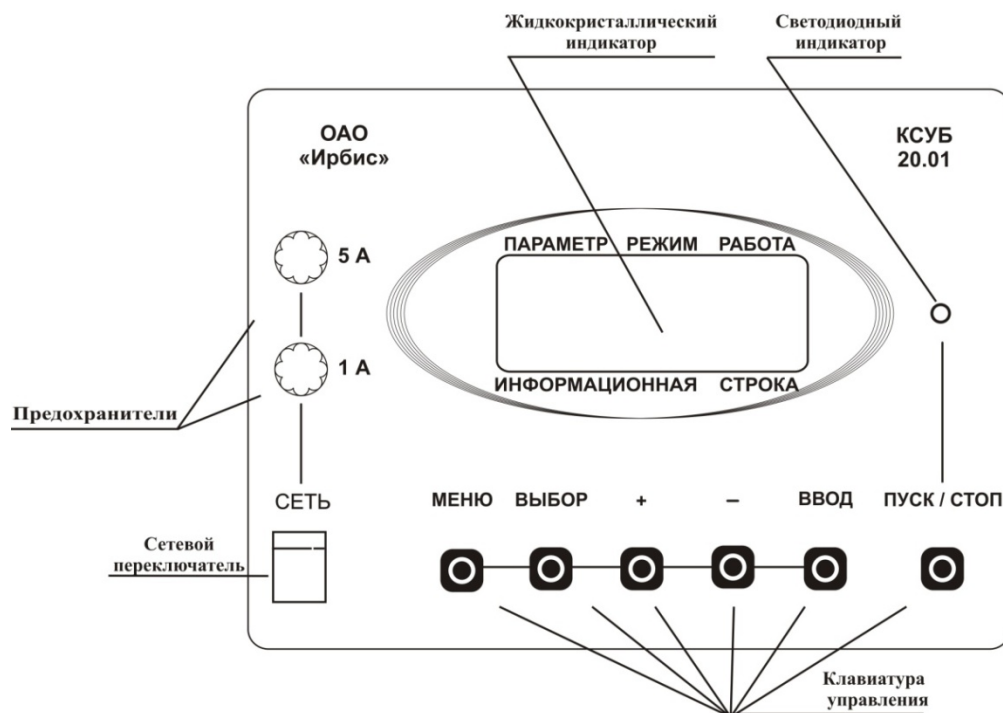 Жидкокристаллический
индикатор
Светодиодный
индикатор
ОАО
«Ирбис»
КСУБ
20.01
5 А
ПАРАМЕТР РЕЖИМ РАБОТА
1 А
ИНФОРМАЦИОННАЯ СТРОКА
Предохранители
СЕТЬ
МЕНЮ ВЫБОР + – ВВОД ПУСК / СТОП
Сетевой
переключатель
Клавиатура
управления